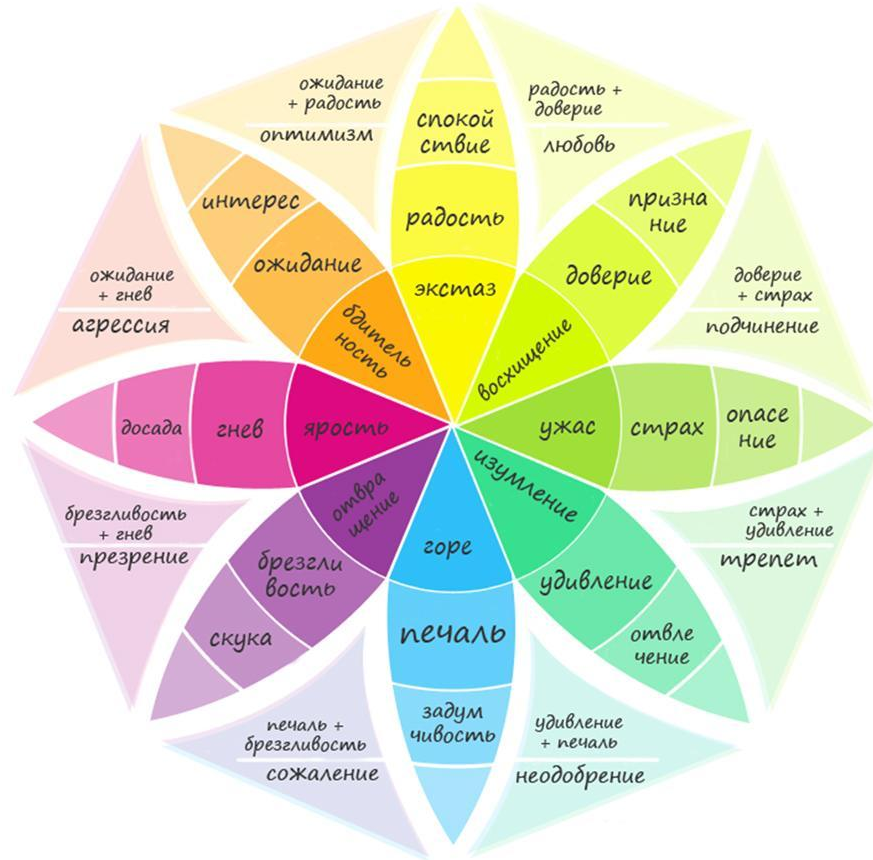 ожидание
+ радость
оптимизм
спокой
ствие
радость
экстаз
радость +
доверие
любовь
призна
ние
доверие
восхищение
доверие
+ страх
подчинение
ужас
страх
опасе
ние
страх +
удивление
трепет
изумление
удивление
отвле
чение
удивление
+ печаль
неодобрение
горе
печаль
задум
чивость
печаль +
брезгливость
сожаление
отвра
щение
брезгли
вость
скука
брезгливость
+ гнев
презрение
ярость
гнев
досада
ожидание
+ гнев
агрессия
интерес
ожидание
бдитель
ность